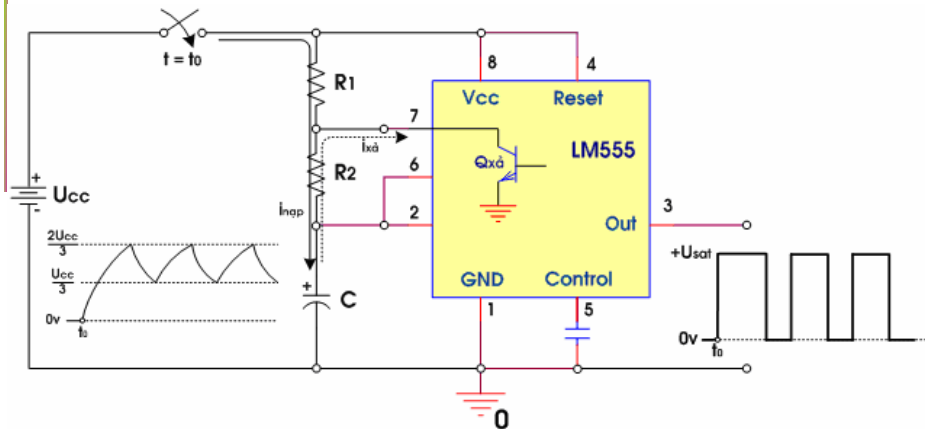 t = t0
R1
8
4
Vcc
Reset
7
ixả
LM555
Qxả
R2
6
+
Ucc
-
inạp
2
3
Out
2Ucc
3
+Usat
Ucc
3
+
C
GND
Control
0v
t0
1
5
0v
t0
0